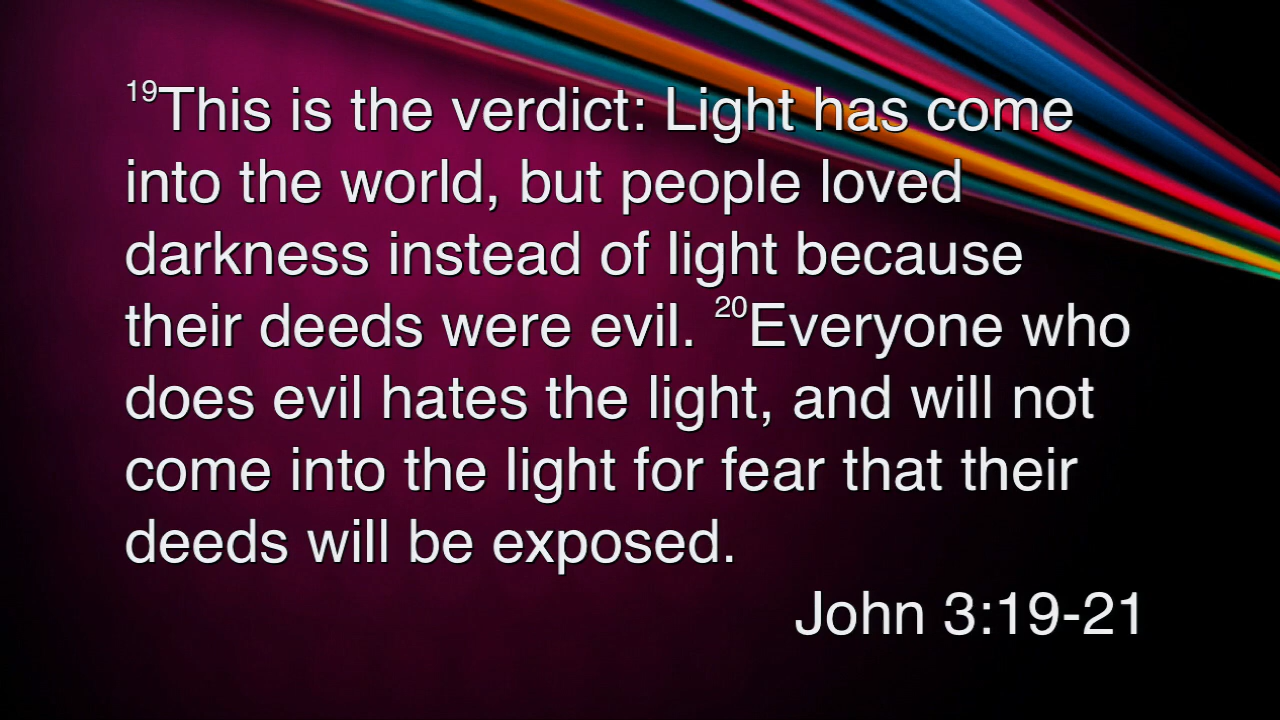 19This is the verdict: Light has come
into the world, but people loved
darkness instead of light because
their deeds were evil. 20Everyone who
does evil hates the light, and will not
come into the light for fear that their
deeds will be exposed.
John 3:19-21